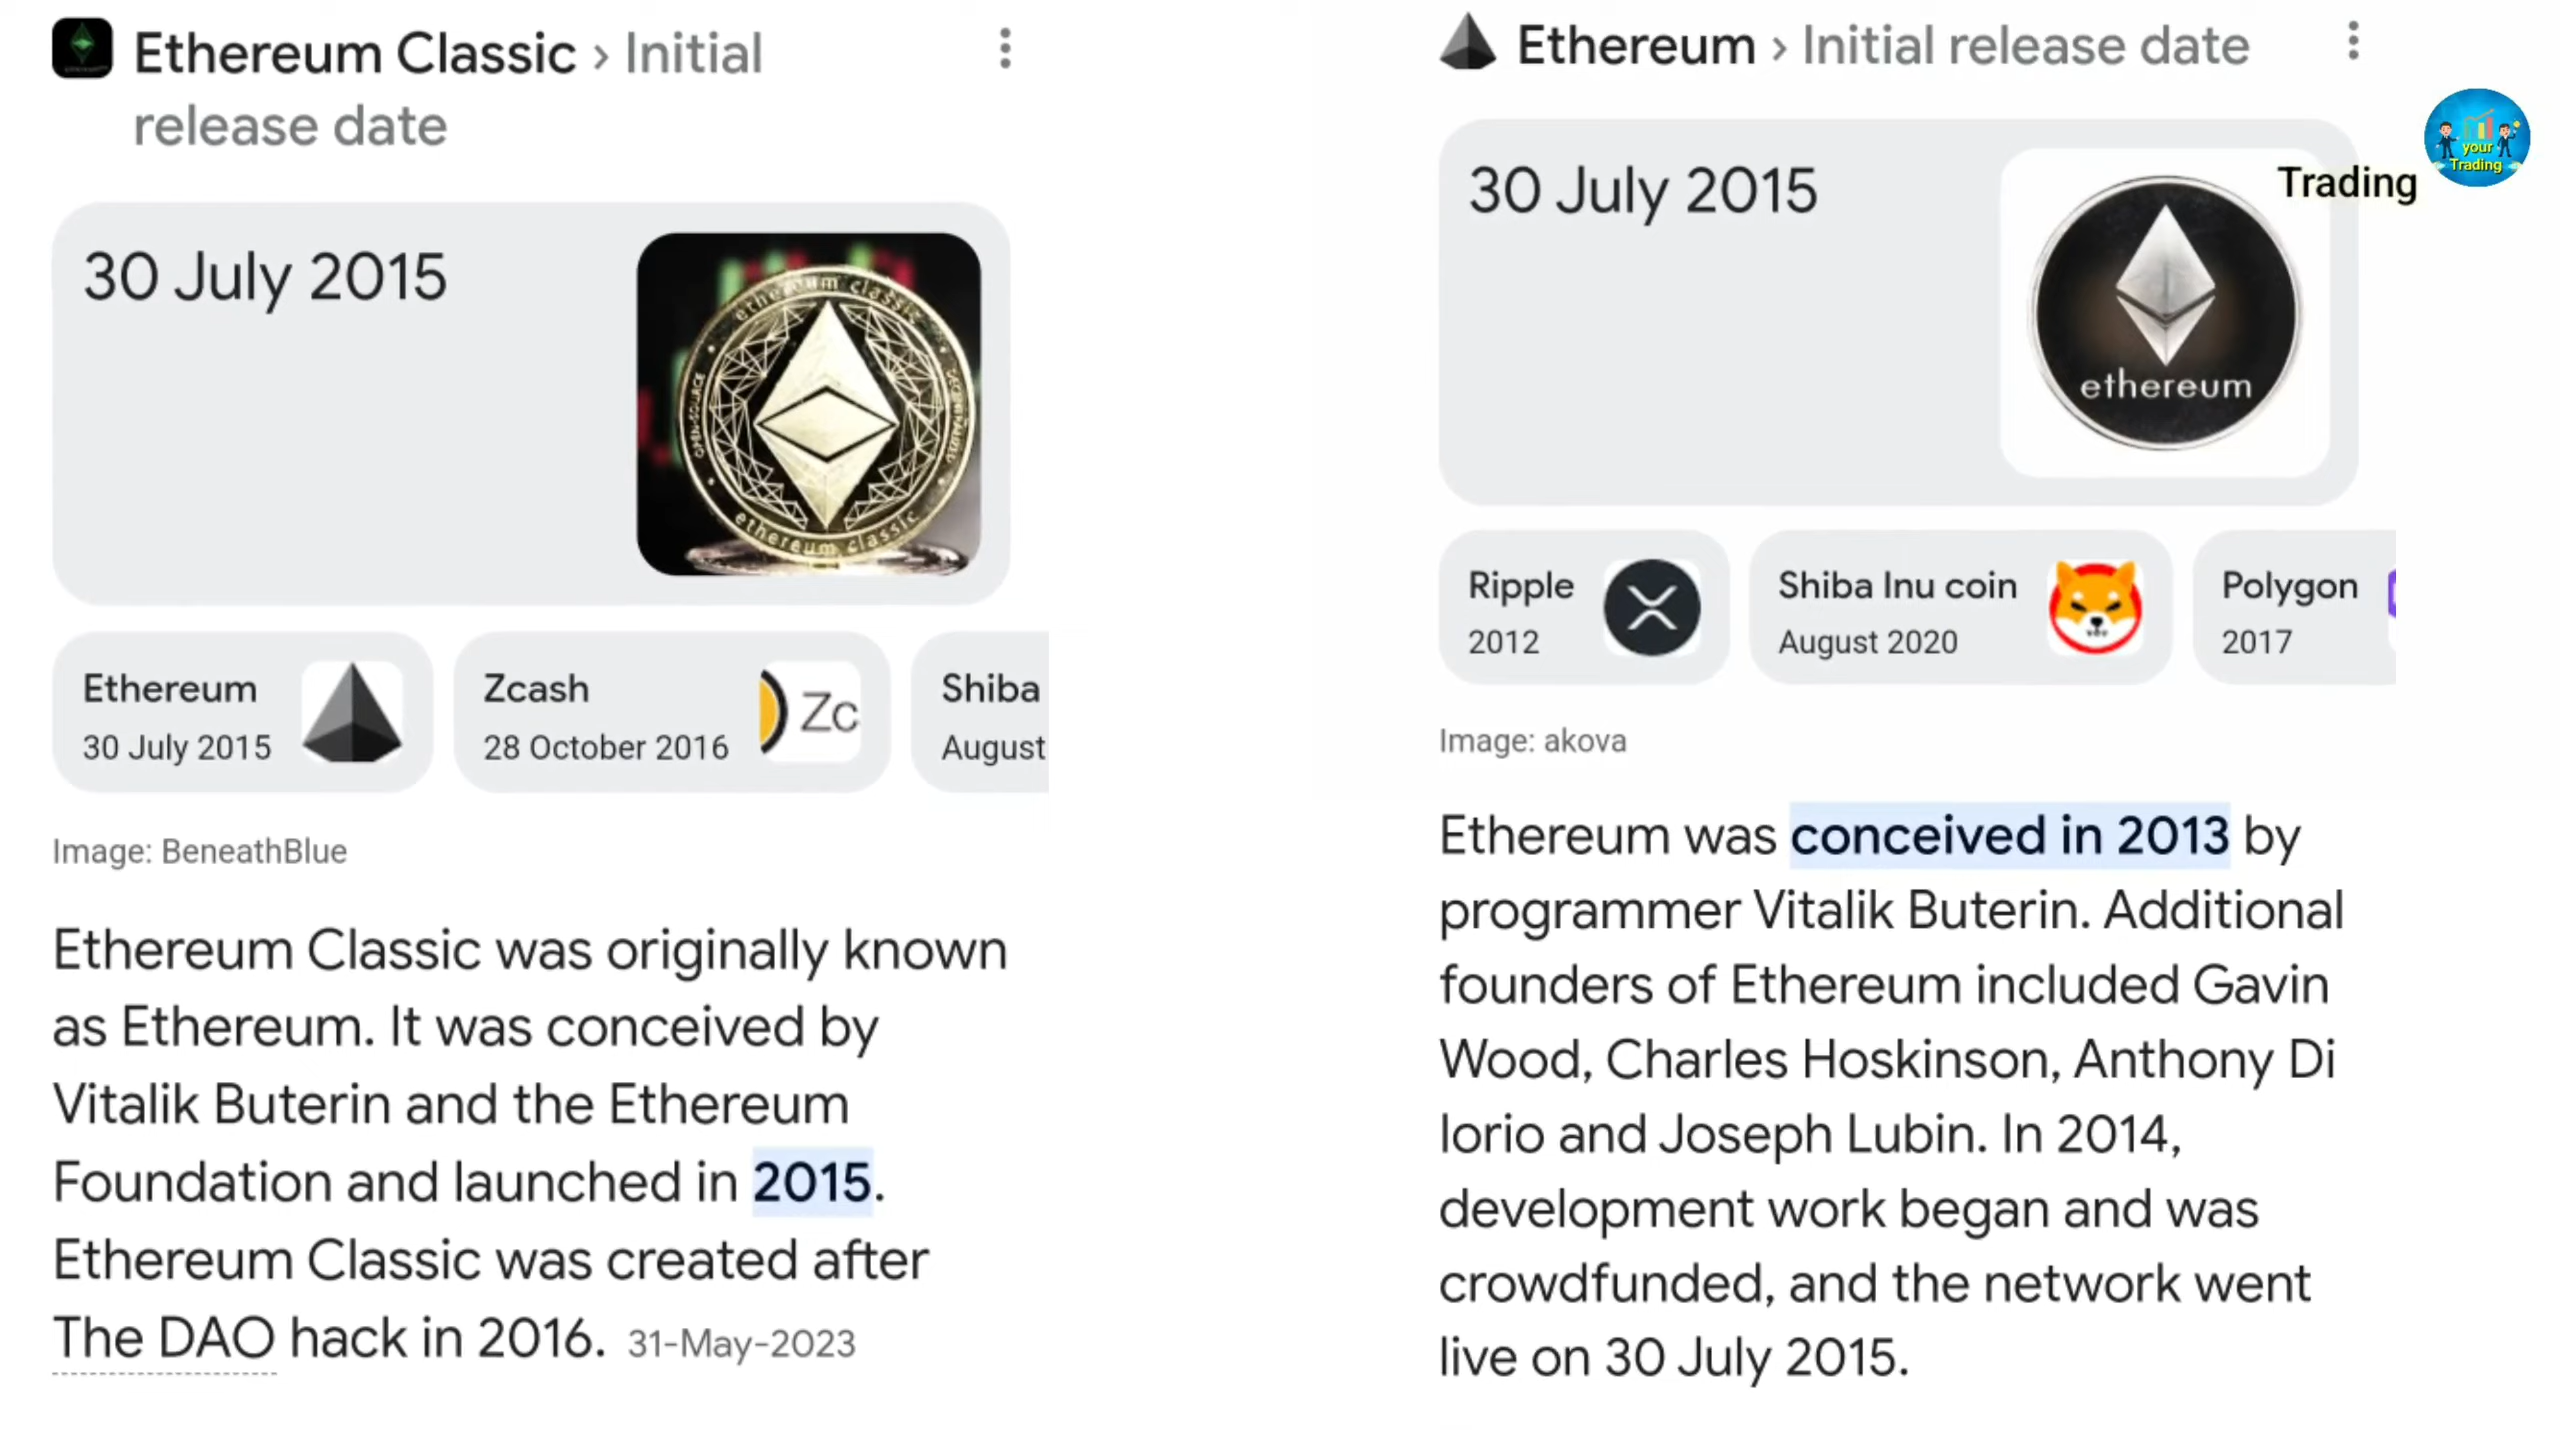 Ethereum Classic › Initial
release date
30 July 2015
ethereum classic
OPEN-SOURCE
ethereum classic
Ethereum
30 July 2015
Zcash
28 October 2016
Zc
Shiba
August
Image: BeneathBlue
Ethereum Classic was originally known
as Ethereum. It was conceived by
Vitalik Buterin and the Ethereum
Foundation and launched in 2015.
Ethereum Classic was created after
The DAO hack in 2016. 31-May-2023
Ethereum › Initial release date
your
Trading
Trading
30 July 2015
ethereum
Ripple
2012
Shiba Inu coin
August 2020
Polygon
2017
Image: akova
Ethereum was conceived in 2013 by
programmer Vitalik Buterin. Additional
founders of Ethereum included Gavin
Wood, Charles Hoskinson, Anthony Di
Iorio and Joseph Lubin. In 2014,
development work began and was
crowdfunded, and the network went
live on 30 July 2015.